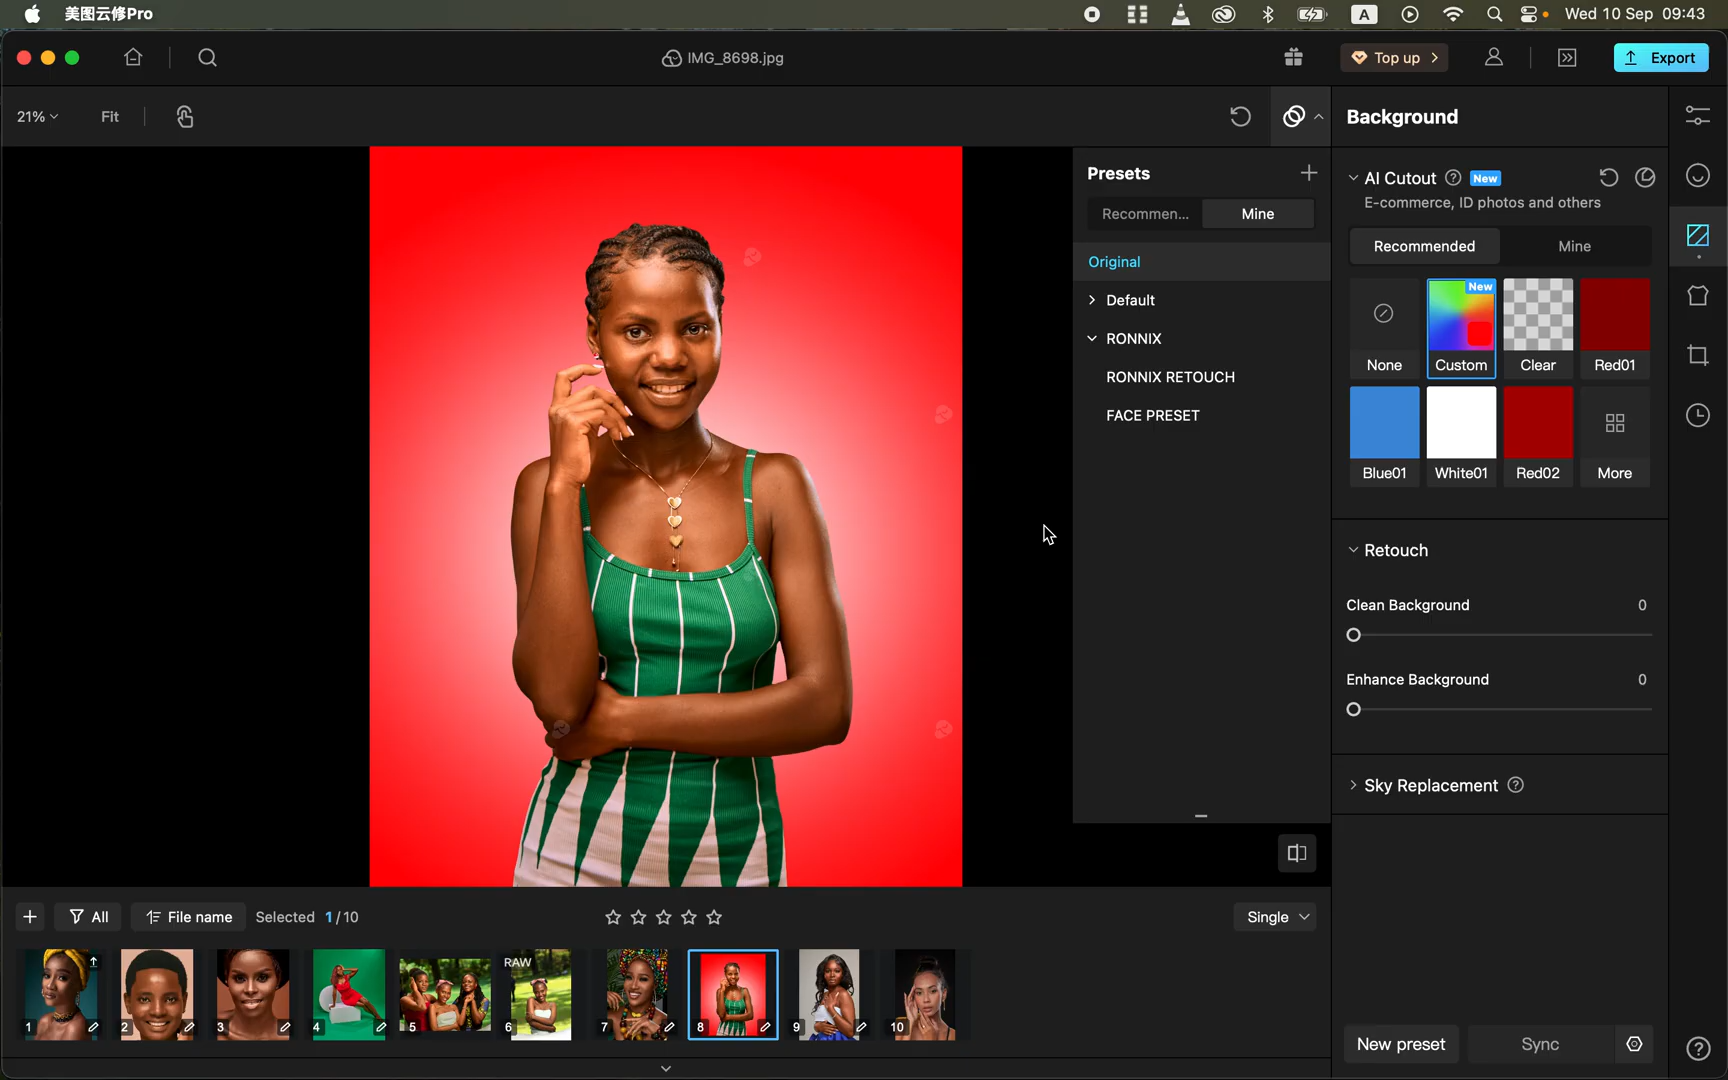 美图云修Pro
A
Wed 10 Sep 09:43
IMG_8698.jpg
Top up
Export
21%
Fit
Background
Presets
Recommen...
Mine
Original
Default
RONNIX
RONNIX RETOUCH
FACE PRESET
AI Cutout
New
E-commerce, ID photos and others
Recommended
Mine
New
None
Custom
Clear
Red01
Blue01
White01
Red02
More
Retouch
Clean Background
0
Enhance Background
0
Sky Replacement
All
File name
Selected 1/10
Single
RAW
1
2
3
4
5
6
7
8
9
10
New preset
Sync